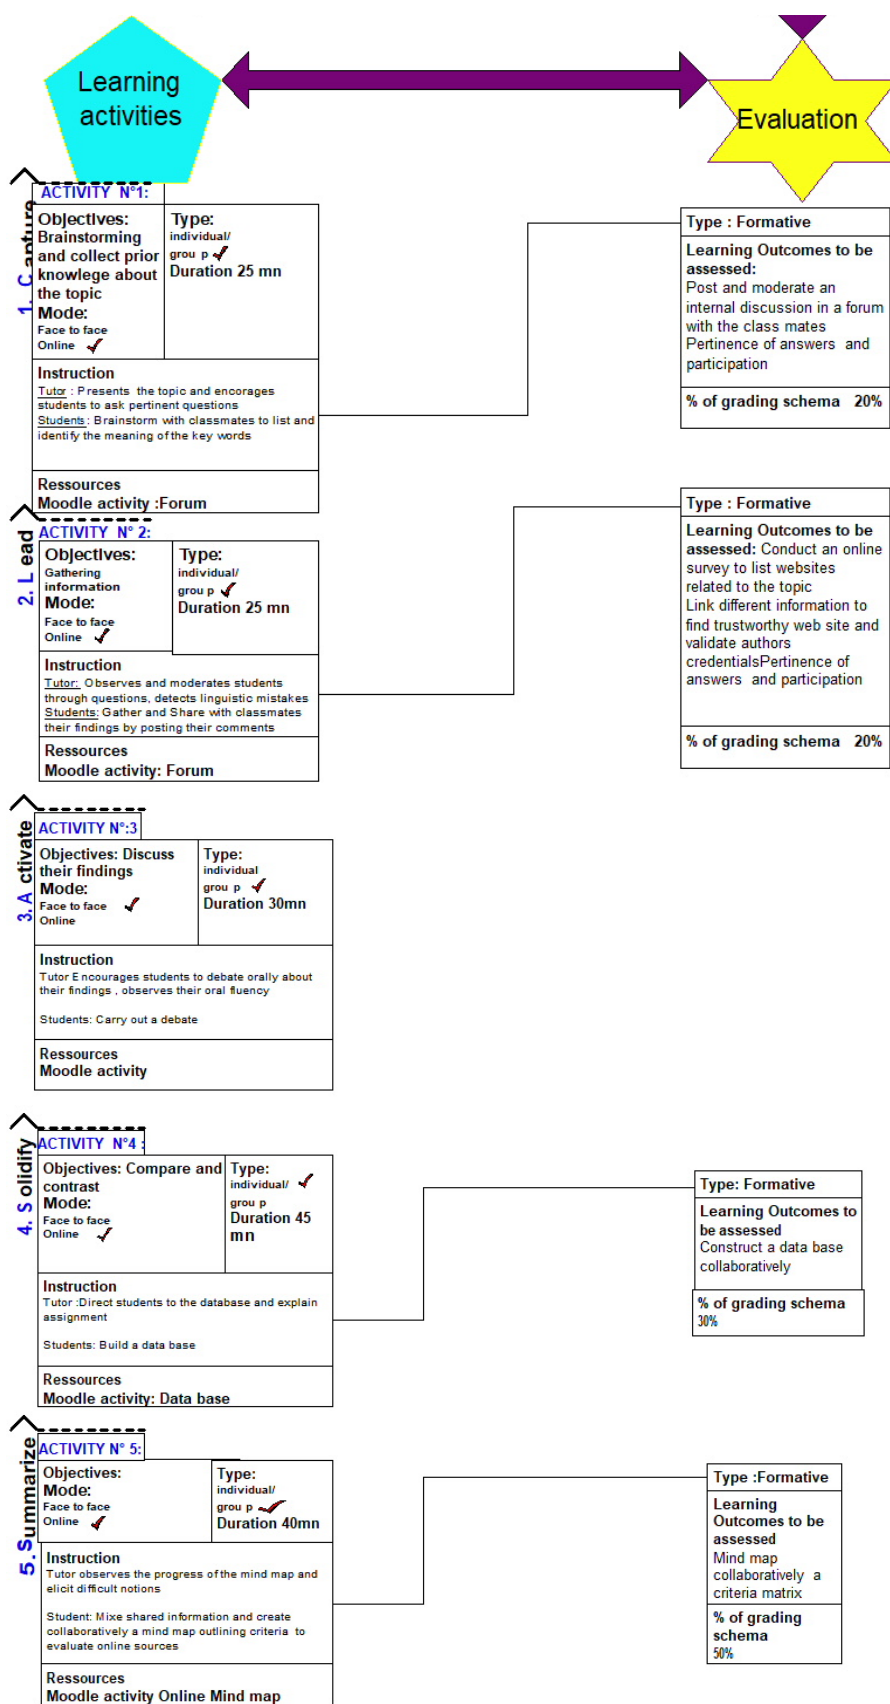 Learning
activities
Evaluation
1. C apture
ACTIVITY N°1:
Objectives:
Brainstorming
and collect prior
knowlege about
the topic
Mode:
Face to face
Online
Type:
individual/
grou p
Duration 25 mn
Instruction
Tutor : Presents the topic and encorages
students to ask pertinent questions
Students: Brainstorm with classmates to list and
identify the meaning of the key words
Ressources
Moodle activity :Forum
Type : Formative
Learning Outcomes to be
assessed:
Post and moderate an
internal discussion in a forum
with the class mates
Pertinence of answers and
participation
% of grading schema 20%
2. L ead
ACTIVITY N° 2:
Objectives:
Gathering
information
Mode:
Face to face
Online
Type:
individual/
grou p
Duration 25 mn
Instruction
Tutor: Observes and moderates students
through questions, detects linguistic mistakes
Students: Gather and Share with classmates
their findings by posting their comments
Ressources
Moodle activity: Forum
Type : Formative
Learning Outcomes to be
assessed: Conduct an online
survey to list websites
related to the topic
Link different information to
find trustworthy web site and
validate authors
credentialsPertinence of
answers and participation
% of grading schema 20%
3. A ctivate
ACTIVITY N°:3
Objectives: Discuss
their findings
Mode:
Face to face
Online
Type:
individual
grou p
Duration 30mn
Instruction
Tutor Encourages students to debate orally about
their findings , observes their oral fluency
Students: Carry out a debate
Ressources
Moodle activity
4. S olidify
ACTIVITY N°4 :
Objectives: Compare and
contrast
Mode:
Face to face
Online
Type:
individual/
grou p
Duration 45
mn
Instruction
Tutor :Direct students to the database and explain
assignment
Students: Build a data base
Ressources
Moodle activity: Data base
Type: Formative
Learning Outcomes to
be assessed
Construct a data base
collaboratively
% of grading schema
30%
5. Summarize
ACTIVITY N° 5:
Objectives:
Mode:
Face to face
Online
Type:
individual/
grou p
Duration 40mn
Instruction
Tutor observes the progress of the mind map and
elicit difficult notions
Student: Mixe shared information and create
collaboratively a mind map outlining criteria to
evaluate online sources
Ressources
Moodle activity Online Mind map
Type :Formative
Learning
Outcomes to be
assessed
Mind map
collaboratively a
criteria matrix
% of grading
schema
50%